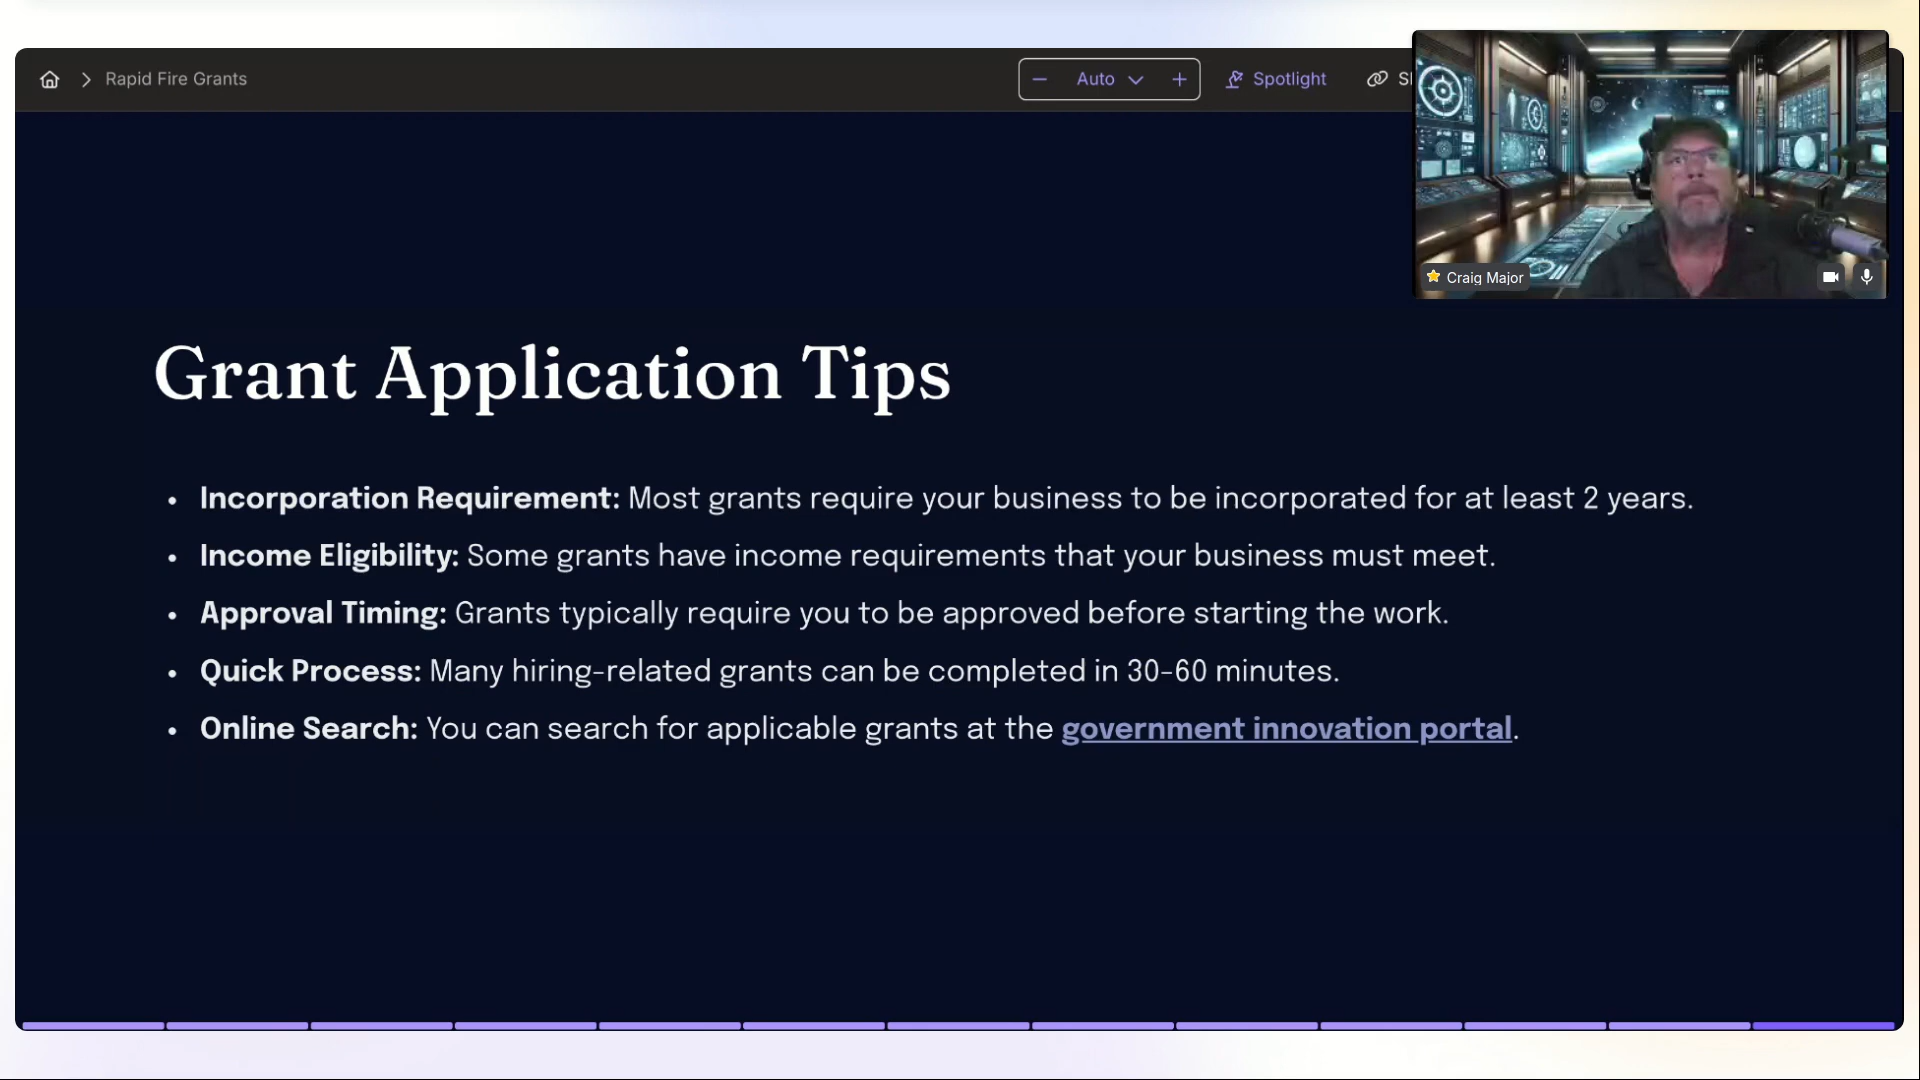 Rapid Fire Grants
Auto
Spotlight
Craig Major
Grant Application Tips
• Incorporation Requirement: Most grants require your business to be incorporated for at least 2 years.
• Income Eligibility: Some grants have income requirements that your business must meet.
• Approval Timing: Grants typically require you to be approved before starting the work.
• Quick Process: Many hiring-related grants can be completed in 30-60 minutes.
• Online Search: You can search for applicable grants at the government innovation portal.